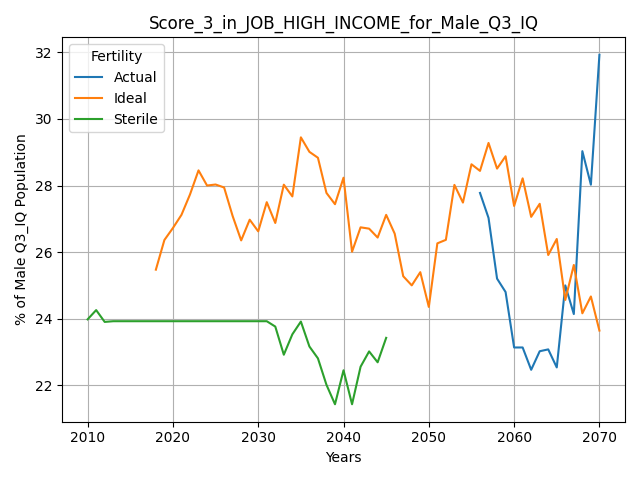 Score_3_in_JOB_HIGH_INCOME_for_Male_Q3_IQ
% of Male Q3_IQ Population
32
30
28
26
24
22
Fertility
Actual
Ideal
Sterile
2010 2020 2030 2040 2050 2060 2070
Years